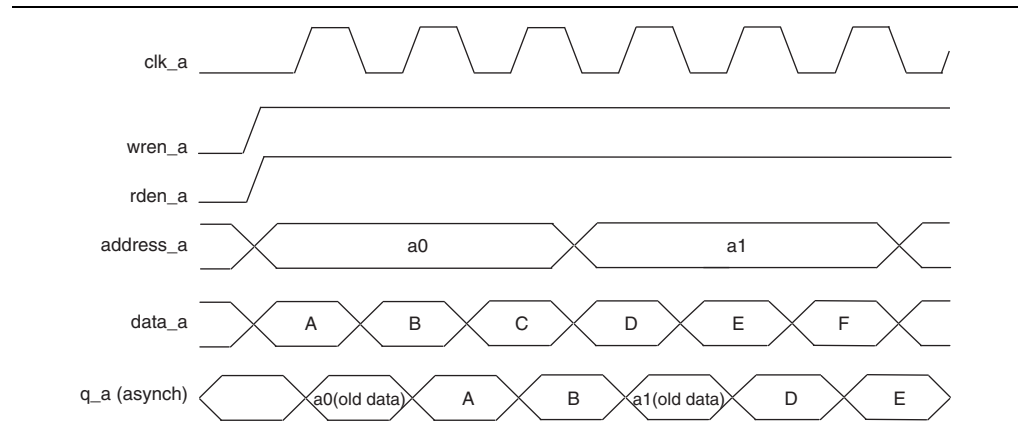 clk_a
wren_a
rden_a
address_a a0 a1
data_a A B C D E F
q_a (asynch) a0(old data) A B a1(old data) D E